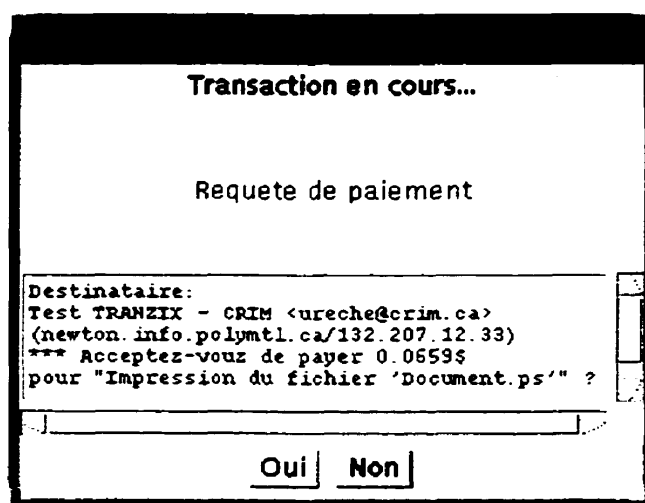 Transaction en cours...
Requete de paiement
Destinataire:
Test TRANZIX - CRIM <ureche@crim.ca>
(newton.info.polymtl.ca/132.207.12.33)
*** Acceptez-vouz de payer 0.0659$
pour "Impression du fichier 'Document.ps'" ?
Oui Non